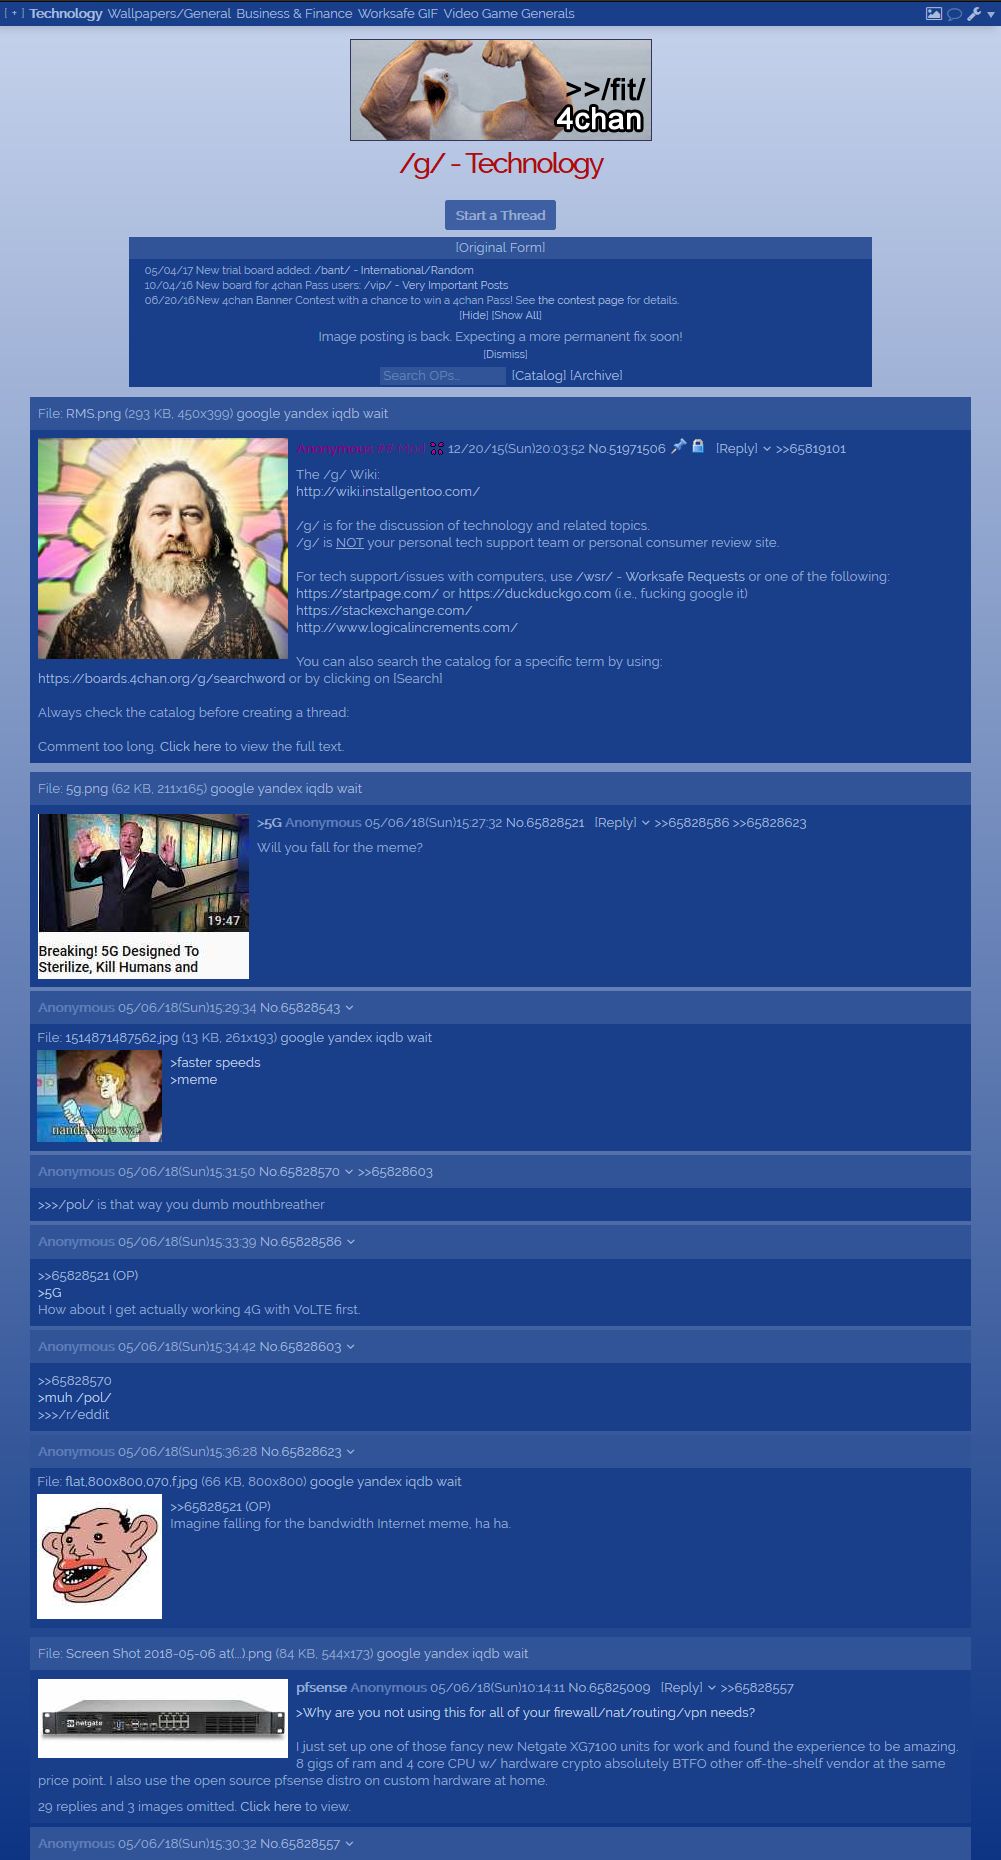 [ + ] Technology Wallpapers/General Business & Finance Worksafe GIF Video Game Generals
>>/fit/
4chan
/g/ - Technology
Start a Thread
[Original Form]
05/04/17 New trial board added: /bant/ - International/Random
10/04/16 New board for 4chan Pass users: /vip/ - Very Important Posts
06/20/16 New 4chan Banner Contest with a chance to win a 4chan Pass! See the contest page for details.
[Hide] [Show All]
Image posting is back. Expecting a more permanent fix soon!
[Dismiss]
Search OPs... [Catalog] [Archive]
File: RMS.png (293 KB, 450x399) google yandex iqdb wait
Anonymous ## Mod 12/20/15(Sun)20:03:52 No.51971506 [Reply] >>65819101
The /g/ Wiki:
http://wiki.installgentoo.com/
/g/ is for the discussion of technology and related topics.
/g/ is NOT your personal tech support team or personal consumer review site.
For tech support/issues with computers, use /wsr/ - Worksafe Requests or one of the following:
https://startpage.com/ or https://duckduckgo.com (i.e., fucking google it)
https://stackexchange.com/
http://www.logicalincrements.com/
You can also search the catalog for a specific term by using:
https://boards.4chan.org/g/searchword or by clicking on [Search]
Always check the catalog before creating a thread:
Comment too long. Click here to view the full text.
File: 5g.png (62 KB, 211x165) google yandex iqdb wait
>5G Anonymous 05/06/18(Sun)15:27:32 No.65828521 [Reply] >>65828586 >>65828623
Will you fall for the meme?
19:47
Breaking! 5G Designed To
Sterilize, Kill Humans and
Anonymous 05/06/18(Sun)15:29:34 No.65828543
File: 1514871487562.jpg (13 KB, 261x193) google yandex iqdb wait
>faster speeds
>meme
nanda kore wa?
Anonymous 05/06/18(Sun)15:31:50 No.65828570 >>65828603
>>>/pol/ is that way you dumb mouthbreather
Anonymous 05/06/18(Sun)15:33:39 No.65828586
>>65828521 (OP)
>5G
How about I get actually working 4G with VoLTE first.
Anonymous 05/06/18(Sun)15:34:42 No.65828603
>>65828570
>muh /pol/
>>>/r/eddit
Anonymous 05/06/18(Sun)15:36:28 No.65828623
File: flat,800x800,070,f.jpg (66 KB, 800x800) google yandex iqdb wait
>>65828521 (OP)
Imagine falling for the bandwidth Internet meme, ha ha.
File: Screen Shot 2018-05-06 at(...).png (84 KB, 544x173) google yandex iqdb wait
netgate
pfsense Anonymous 05/06/18(Sun)10:14:11 No.65825009 [Reply] >>65828557
>Why are you not using this for all of your firewall/nat/routing/vpn needs?
I just set up one of those fancy new Netgate XG7100 units for work and found the experience to be amazing.
8 gigs of ram and 4 core CPU w/ hardware crypto absolutely BTFO other off-the-shelf vendor at the same
price point. I also use the open source pfsense distro on custom hardware at home.
29 replies and 3 images omitted. Click here to view.
Anonymous 05/06/18(Sun)15:30:32 No.65828557